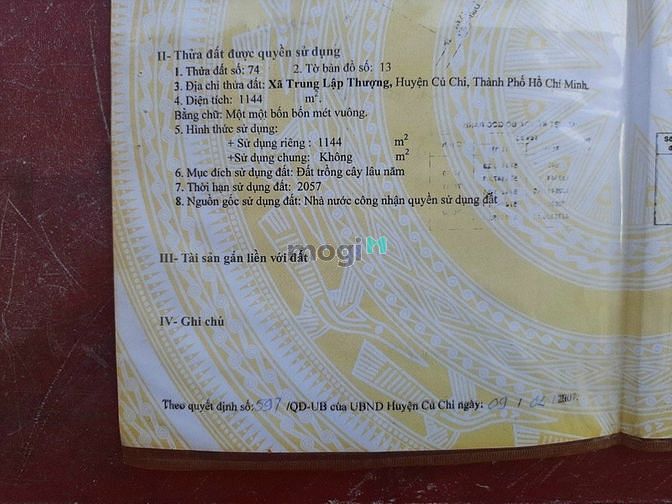 II- Thửa đất được quyền sử dụng
1. Thửa đất số: 74 2. Tờ bản đồ số: 13
3. Địa chỉ thửa đất: Xã Trung Lập Thượng, Huyện Củ Chi, Thành Phố Hồ Chí Minh.
4. Diện tích: 1144 m2.
Bằng chữ: Một một bốn bốn mét vuông.
5. Hình thức sử dụng:
+ Sử dụng riêng : 1144 m2
+Sử dụng chung: Không m2
6. Mục đích sử dụng đất: Đất trồng cây lâu năm
7. Thời hạn sử dụng đất: 2057
8. Nguồn gốc sử dụng đất: Nhà nước công nhận quyền sử dụng đất
mogi
III- Tài sản gắn liền với đất
IV- Ghi chú
Theo quyết định số: 597 /QD-UB của UBND Huyện Củ Chi ngày: 09 / 02 / 2007.